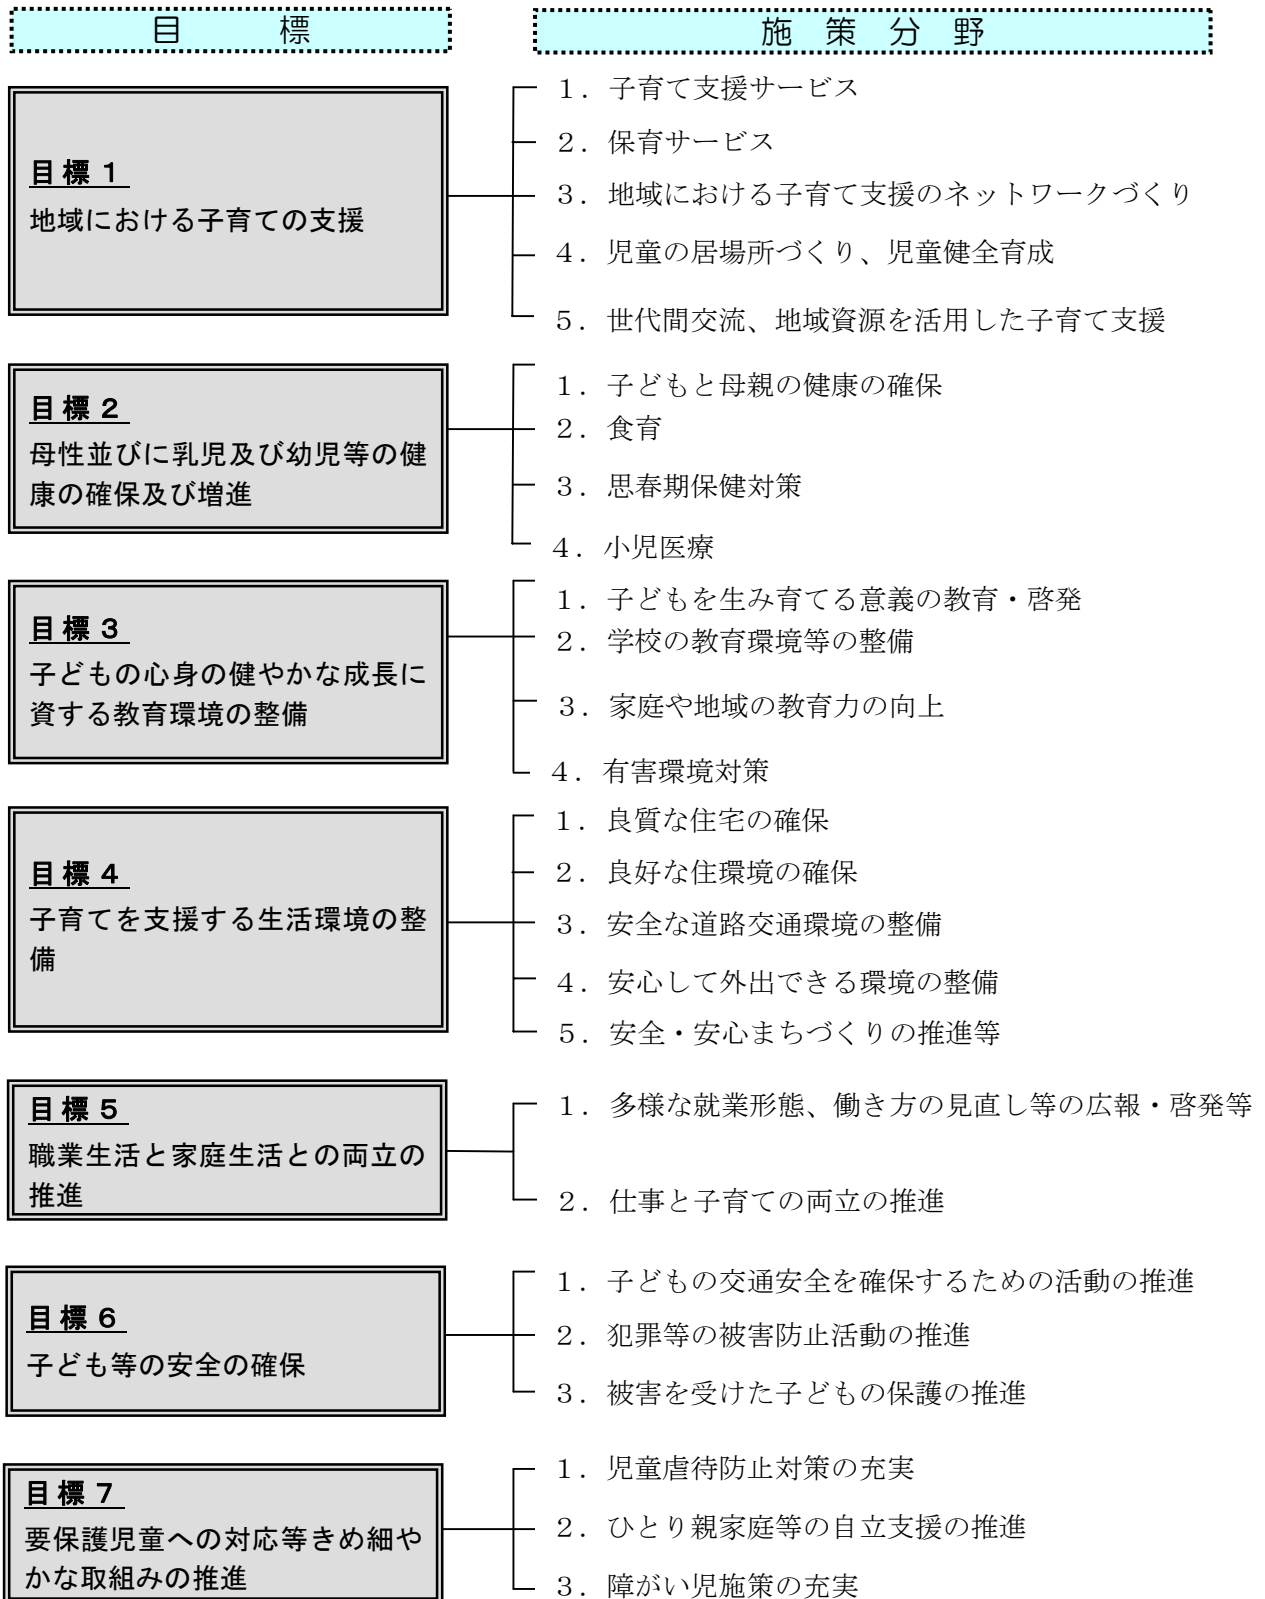 目　標
施　策　分　野
目標１
地域における子育ての支援
１．子育て支援サービス
２．保育サービス
３．地域における子育て支援のネットワークづくり
４．児童の居場所づくり、児童健全育成
５．世代間交流、地域資源を活用した子育て支援
目標２
母性並びに乳児及び幼児等の健
康の確保及び増進
１．子どもと母親の健康の確保
２．食育
３．思春期保健対策
４．小児医療
目標３
子どもの心身の健やかな成長に
資する教育環境の整備
１．子どもを生み育てる意義の教育・啓発
２．学校の教育環境等の整備
３．家庭や地域の教育力の向上
４．有害環境対策
目標４
子育てを支援する生活環境の整
備
１．良質な住宅の確保
２．良好な住環境の確保
３．安全な道路交通環境の整備
４．安心して外出できる環境の整備
５．安全・安心まちづくりの推進等
目標５
職業生活と家庭生活との両立の
推進
１．多様な就業形態、働き方の見直し等の広報・啓発等
２．仕事と子育ての両立の推進
目標６
子ども等の安全の確保
１．子どもの交通安全を確保するための活動の推進
２．犯罪等の被害防止活動の推進
３．被害を受けた子どもの保護の推進
目標７
要保護児童への対応等きめ細や
かな取組みの推進
１．児童虐待防止対策の充実
２．ひとり親家庭等の自立支援の推進
３．障がい児施策の充実